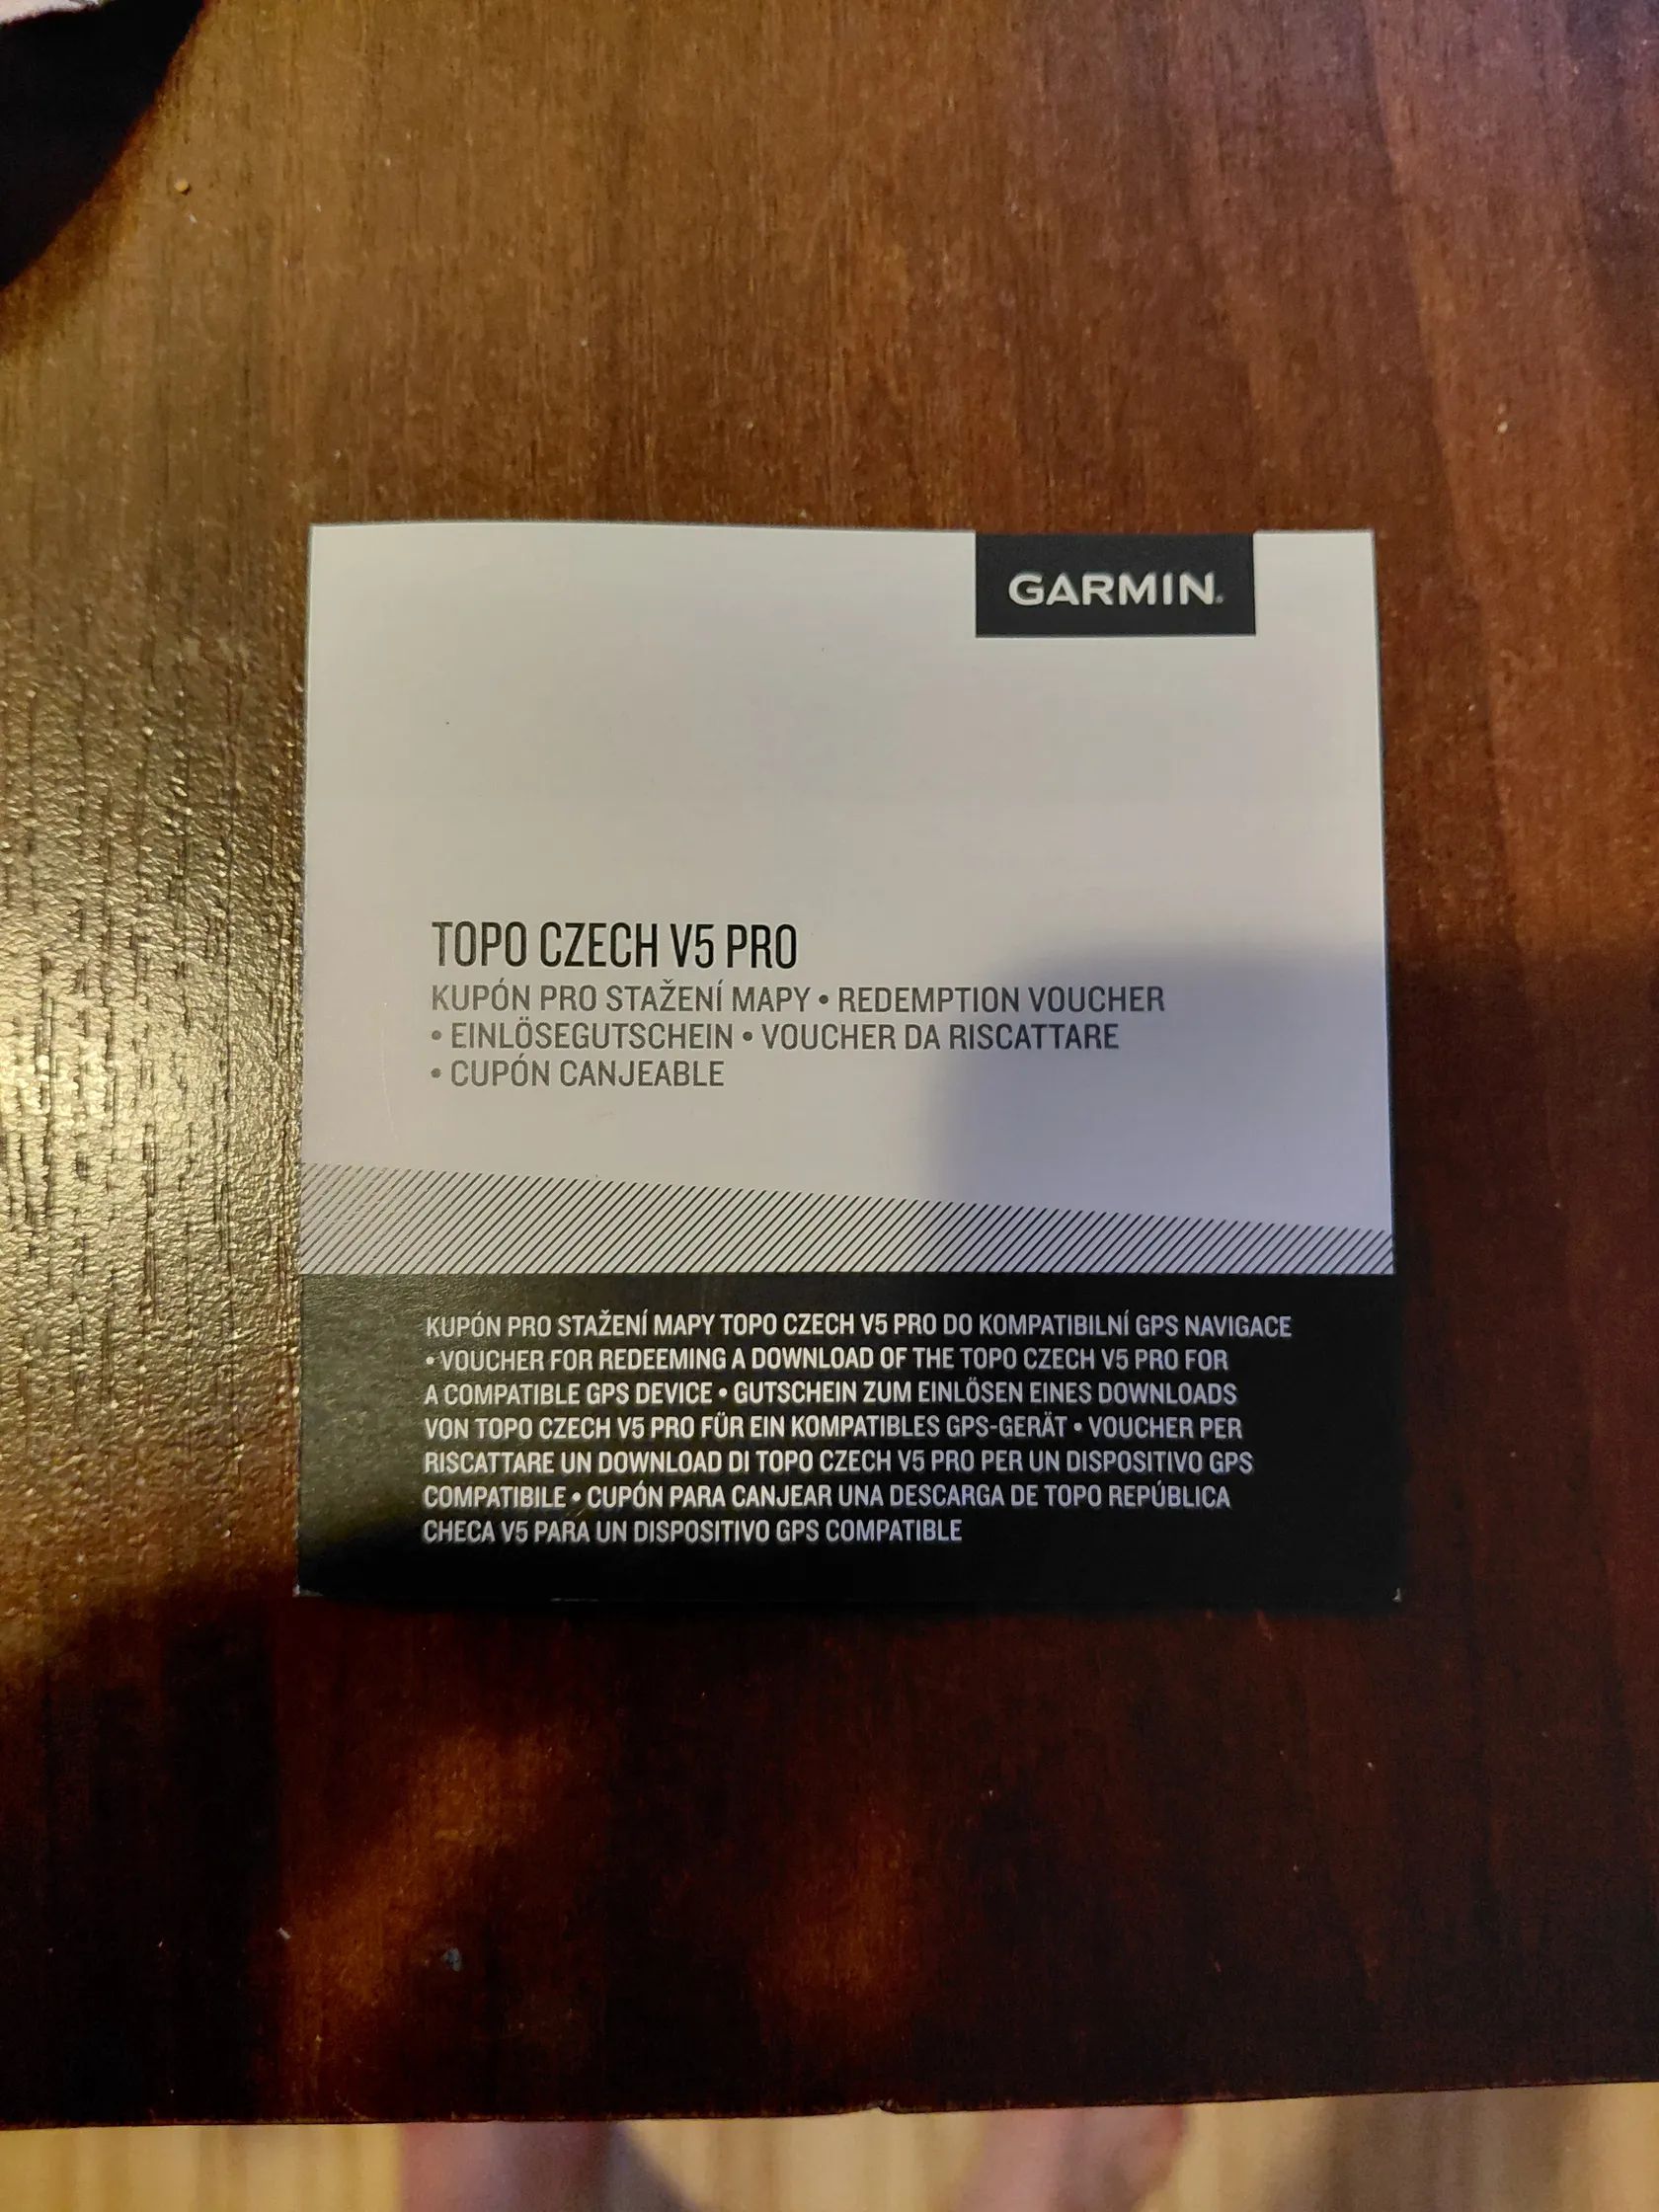 GARMIN.
TOPO CZECH V5 PRO
KUPÓN PRO STAŽENÍ MAPY • REDEMPTION VOUCHER
• EINLÖSEGUTSCHEIN • VOUCHER DA RISCATTARE
• CUPÓN CANJEABLE
KUPÓN PRO STAŽENÍ MAPY TOPO CZECH V5 PRO DO KOMPATIBILNÍ GPS NAVIGACE
• VOUCHER FOR REDEEMING A DOWNLOAD OF THE TOPO CZECH V5 PRO FOR
A COMPATIBLE GPS DEVICE • GUTSCHEIN ZUM EINLÖSEN EINES DOWNLOADS
VON TOPO CZECH V5 PRO FÜR EIN KOMPATIBLES GPS-GERÄT • VOUCHER PER
RISCATTARE UN DOWNLOAD DI TOPO CZECH V5 PRO PER UN DISPOSITIVO GPS
COMPATIBILE • CUPÓN PARA CANJEAR UNA DESCARGA DE TOPO REPÚBLICA
CHECA V5 PARA UN DISPOSITIVO GPS COMPATIBLE